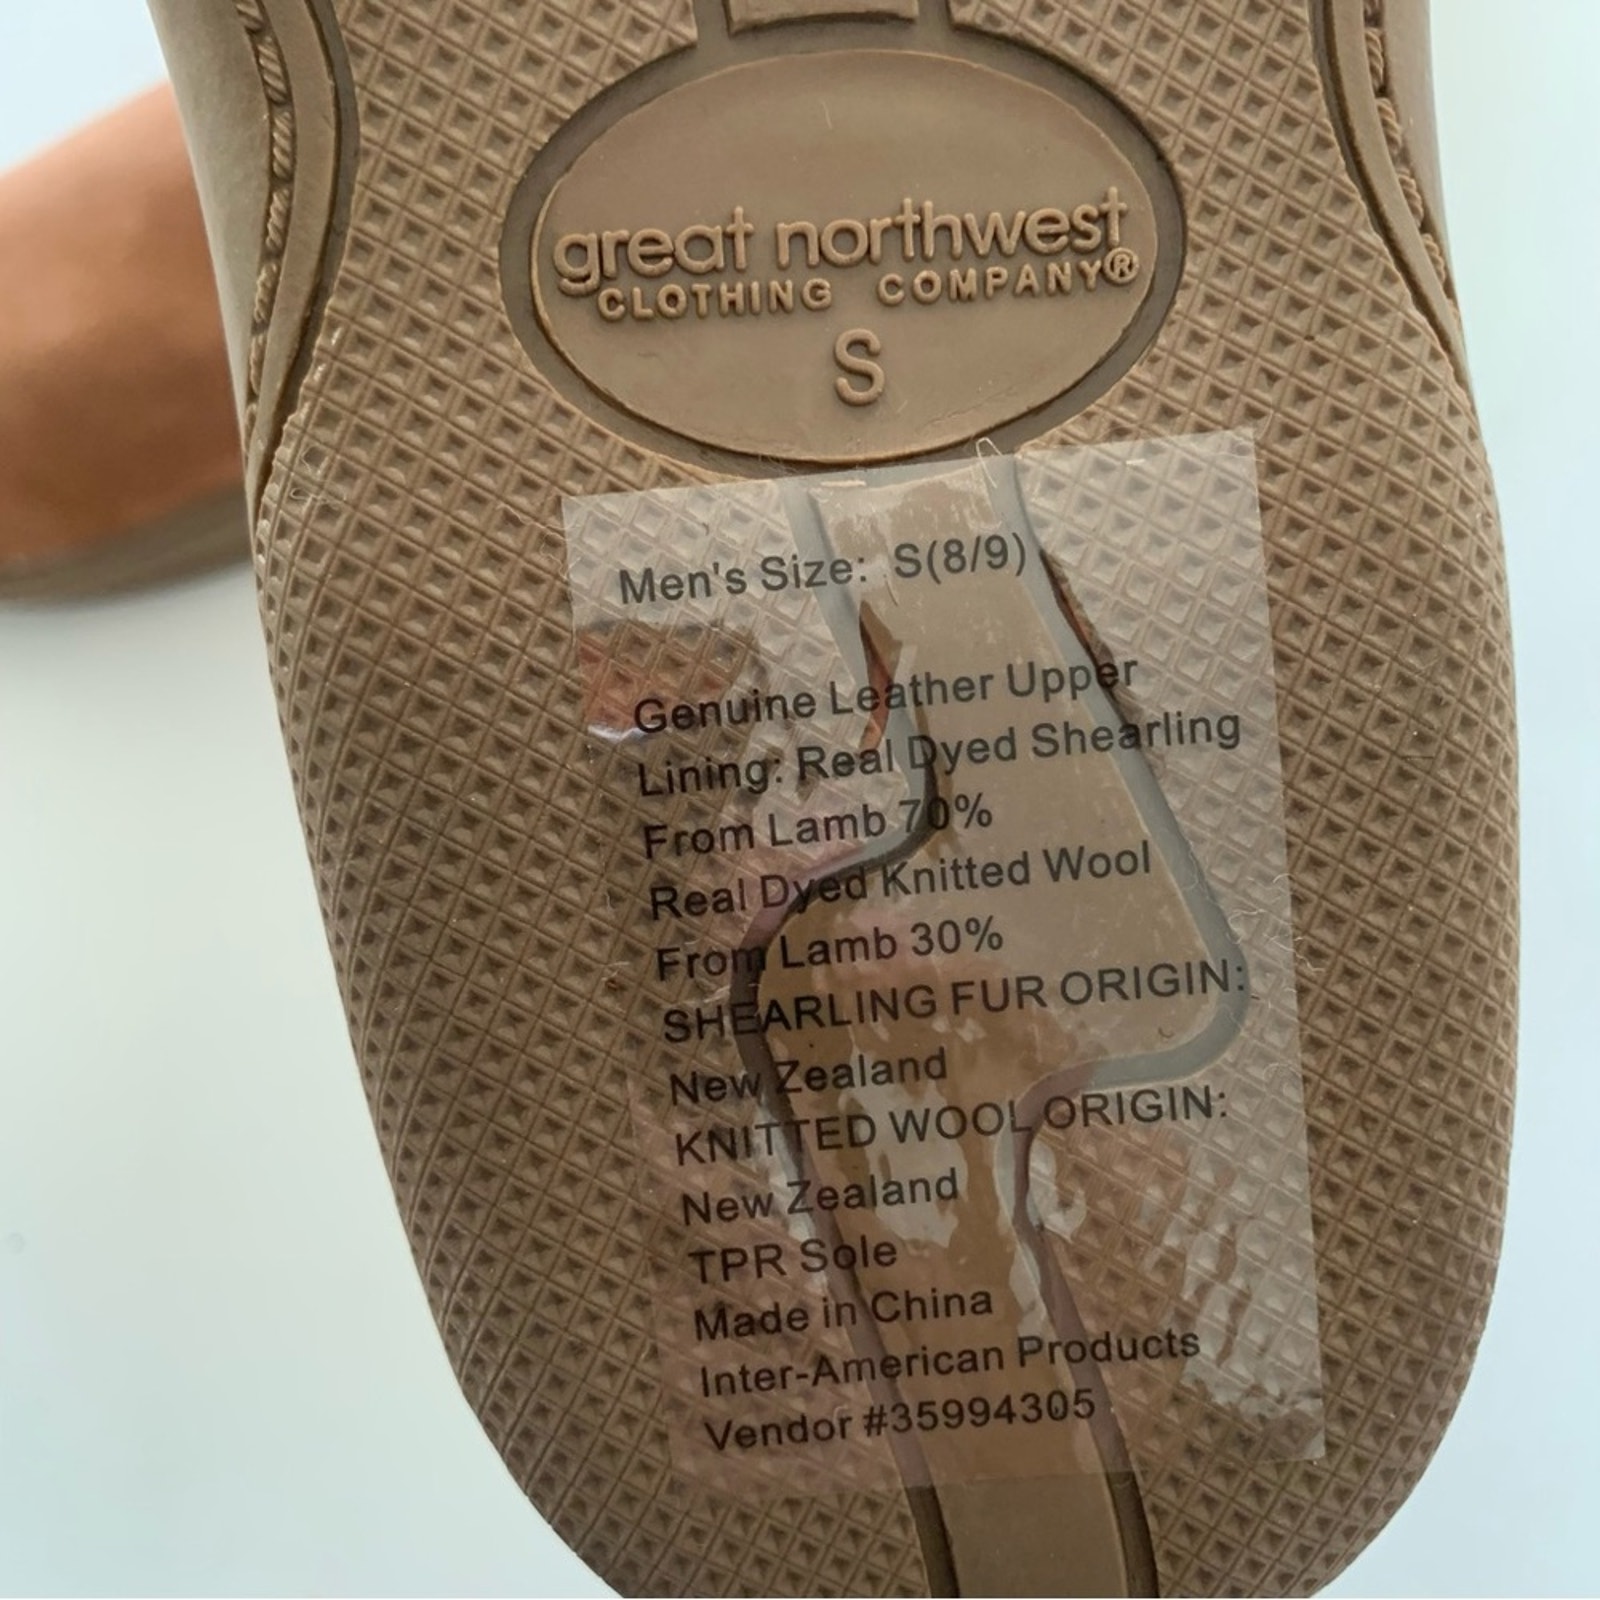 great northwest
CLOTHING COMPANY®
S
Men's Size: S(8/9)
Genuine Leather Upper
Lining: Real Dyed Shearling
From Lamb 70%
Real Dyed Knitted Wool
From Lamb 30%
SHEARLING FUR ORIGIN:
New Zealand
KNITTED WOOL ORIGIN:
New Zealand
TPR Sole
Made in China
Inter-American Products
Vendor #35994305